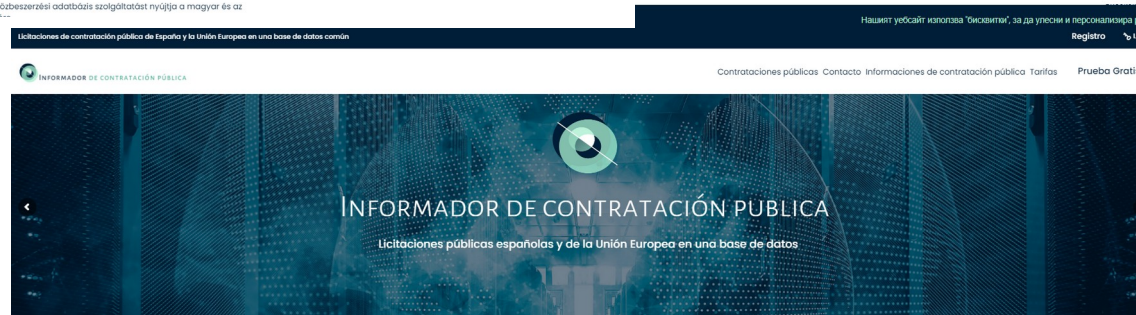 özbeszerzési adatbázis szolgáltatást nyújtja a magyar és az
Нашият уебсайт използва "бисквитки", за да улесни и персонализира
Licitaciones de contratación pública de España y la Unión Europea en una base de datos común
Registro
INFORMADOR DE CONTRATACIÓN PÚBLICA
Contrataciones públicas Contacto Informaciones de contratación pública Tarifas Prueba Grati
INFORMADOR DE CONTRATACIÓN PUBLICA
Licitaciones públicas españolas y de la Unión Europea en una base de datos